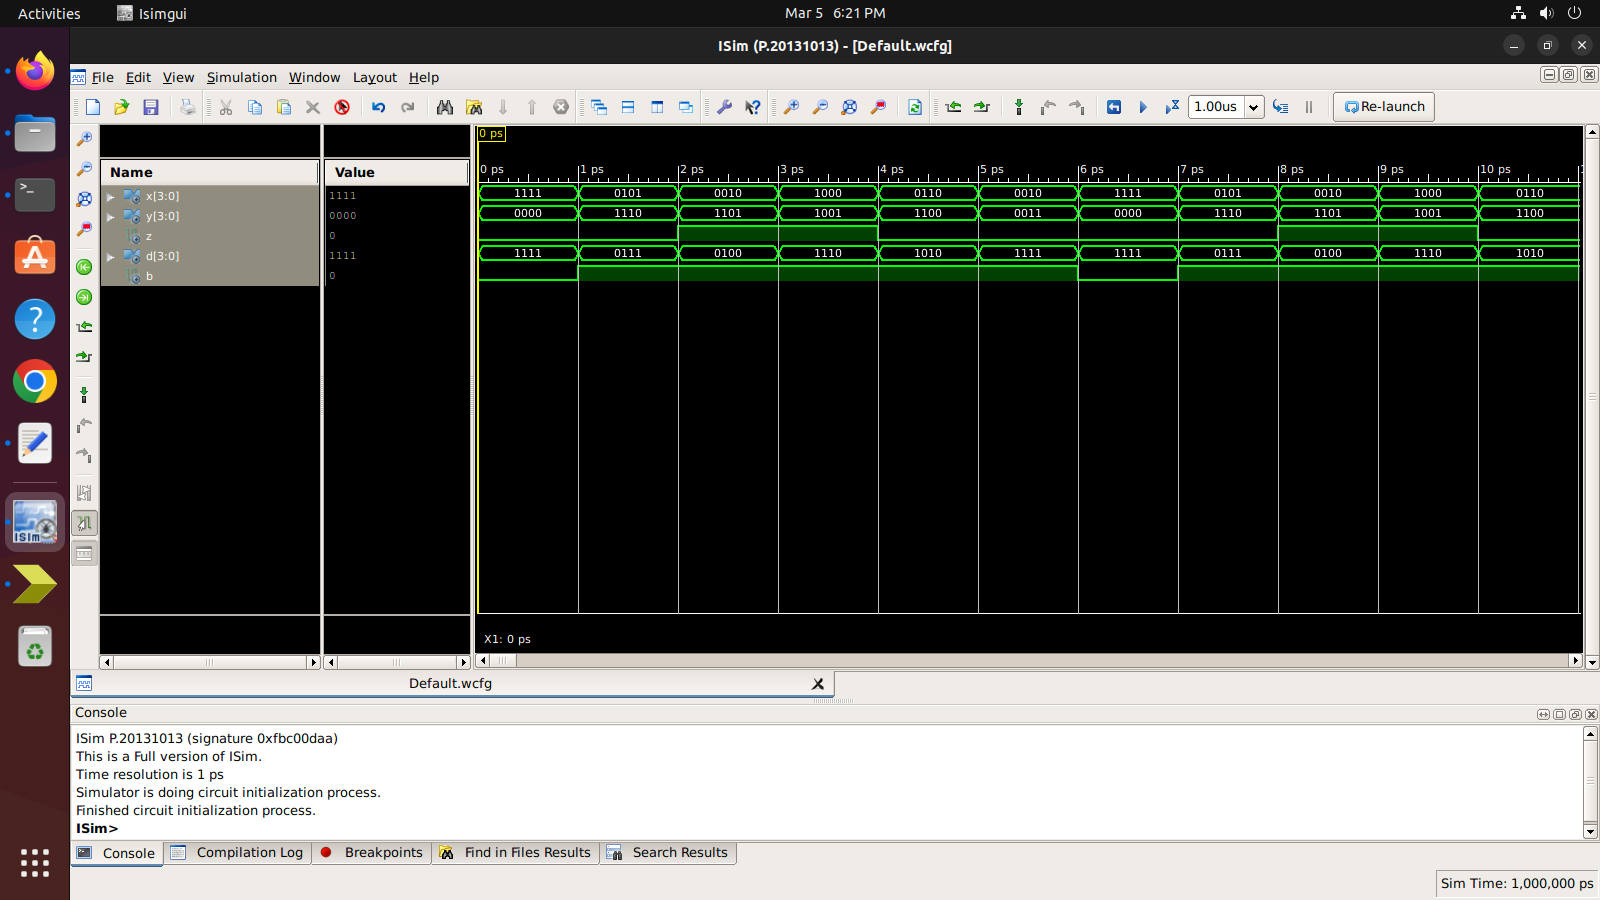 Activities Isimgui Mar 5 6:21 PM
ISim (P.20131013) - [Default.wcfg]
File Edit View Simulation Window Layout Help
1.00us Re-launch
0 ps
Name Value
0 ps 1 ps 2 ps 3 ps 4 ps 5 ps 6 ps 7 ps 8 ps 9 ps 10 ps
x[3:0] 1111 1111 0101 0010 1000 0110 0010 1111 0101 0010 1000 0110
y[3:0] 0000 0000 1110 1101 1001 1100 0011 0000 1110 1101 1001 1100
z 0
d[3:0] 1111 1111 0111 0100 1110 1010 1111 1111 0111 0100 1110 1010
b 0
X1: 0 ps
Default.wcfg
Console
ISim P.20131013 (signature 0xfbc00daa)
This is a Full version of ISim.
Time resolution is 1 ps
Simulator is doing circuit initialization process.
Finished circuit initialization process.
ISim>
Console Compilation Log Breakpoints Find in Files Results Search Results
Sim Time: 1,000,000 ps
>_
?
ISim